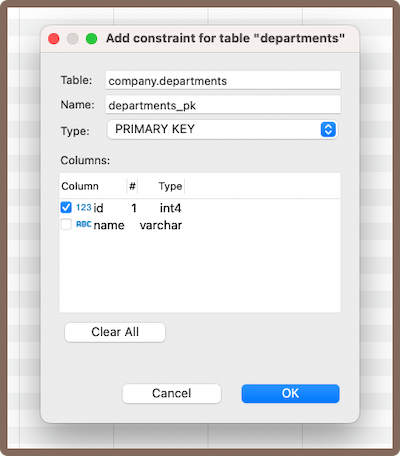 Add constraint for table "departments"
Table: company.departments
Name: departments_pk
Type: PRIMARY KEY
Columns:
Column # Type
123 id 1 int4
ABC name varchar
Clear All
Cancel OK